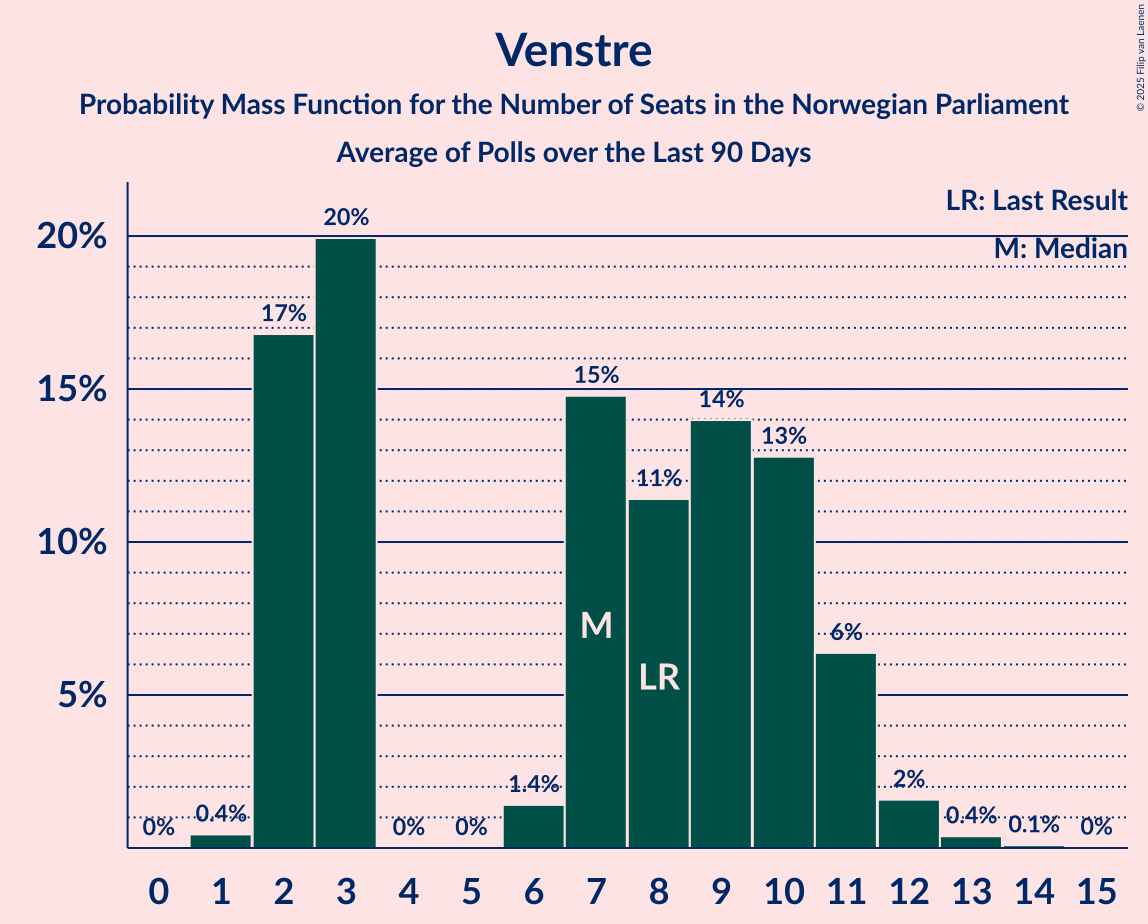 Venstre
Probability Mass Function for the Number of Seats in the Norwegian Parliament
Average of Polls over the Last 90 Days
© 2025 Filip van Laenen
LR: Last Result
M: Median
20%
15%
10%
5%
0%
0.4%
17%
20%
0%
0%
1.4%
15%
11%
14%
13%
6%
2%
0.4%
0.1%
0%
M
LR
0 1 2 3 4 5 6 7 8 9 10 11 12 13 14 15